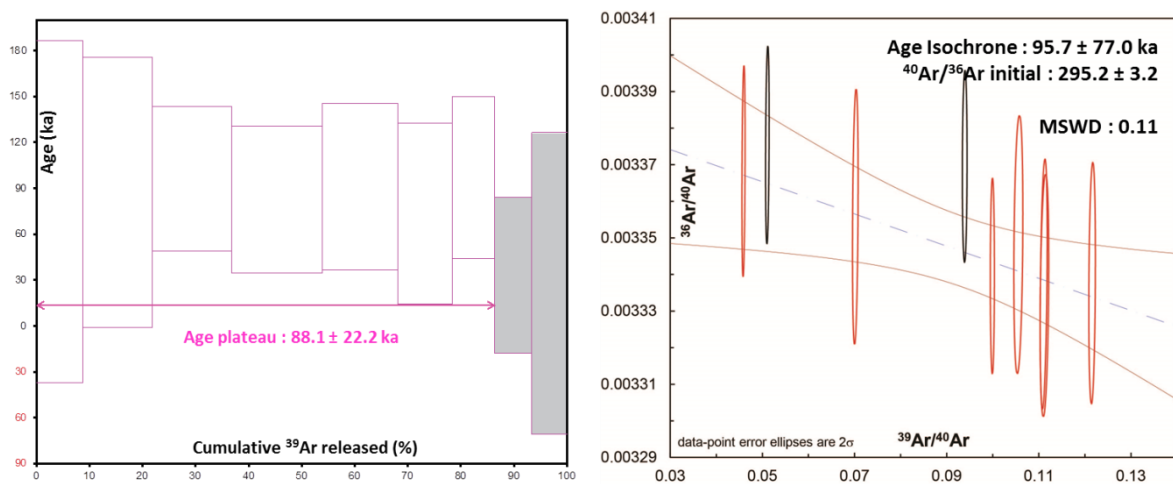 180
150
120
90
60
30
0
30
60
90
Age (ka)
Age plateau : 88.1 ± 22.2 ka
Cumulative ³⁹Ar released (%)
0 10 20 30 40 50 60 70 80 90 100
0.00341
0.00339
0.00337
0.00335
0.00333
0.00331
0.00329
³⁶Ar/⁴⁰Ar
Age Isochrone : 95.7 ± 77.0 ka
⁴⁰Ar/³⁶Ar initial : 295.2 ± 3.2
MSWD : 0.11
data-point error ellipses are 2σ
³⁹Ar/⁴⁰Ar
0.03 0.05 0.07 0.09 0.11 0.13